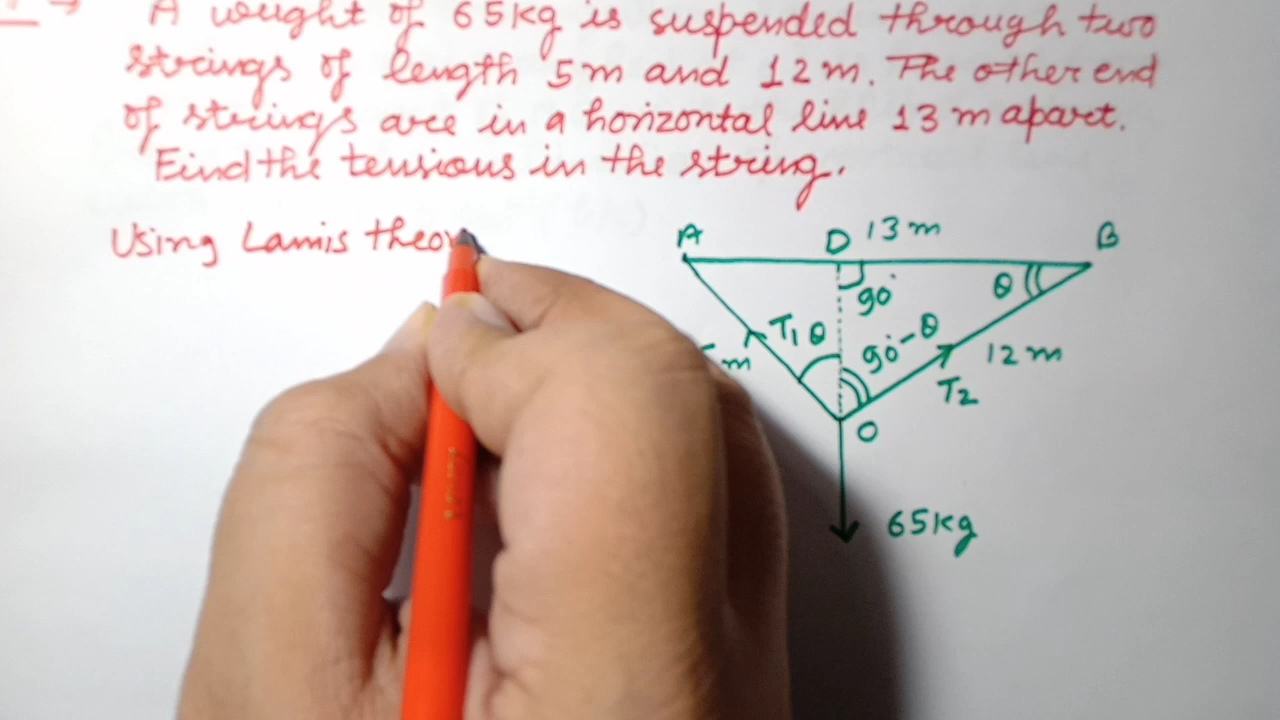 A weight of 65kg is suspended through two
strings of length 5m and 12m. The other end
of strings are in a horizontal line 13m apart.
Find the tensions in the string.
Using Lamis theor
A D 13m B
90° θ
T1 θ 90°-θ 12m
m T2
O
65kg